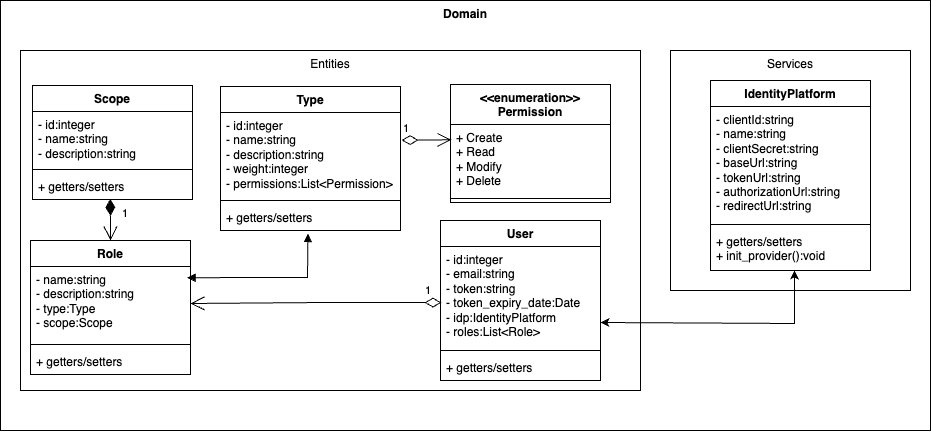 Domain
Entities
Scope
- id:integer
- name:string
- description:string
+ getters/setters
1
Type
- id:integer
- name:string
- description:string
- weight:integer
- permissions:List<Permission>
+ getters/setters
1
<<enumeration>>
Permission
+ Create
+ Read
+ Modify
+ Delete
Role
- name:string
- description:string
- type:Type
- scope:Scope
+ getters/setters
1
User
- id:integer
- email:string
- token:string
- token_expiry_date:Date
- idp:IdentityPlatform
- roles:List<Role>
+ getters/setters
Services
IdentityPlatform
- clientId:string
- name:string
- clientSecret:string
- baseUrl:string
- tokenUrl:string
- authorizationUrl:string
- redirectUrl:string
+ getters/setters
+ init_provider():void